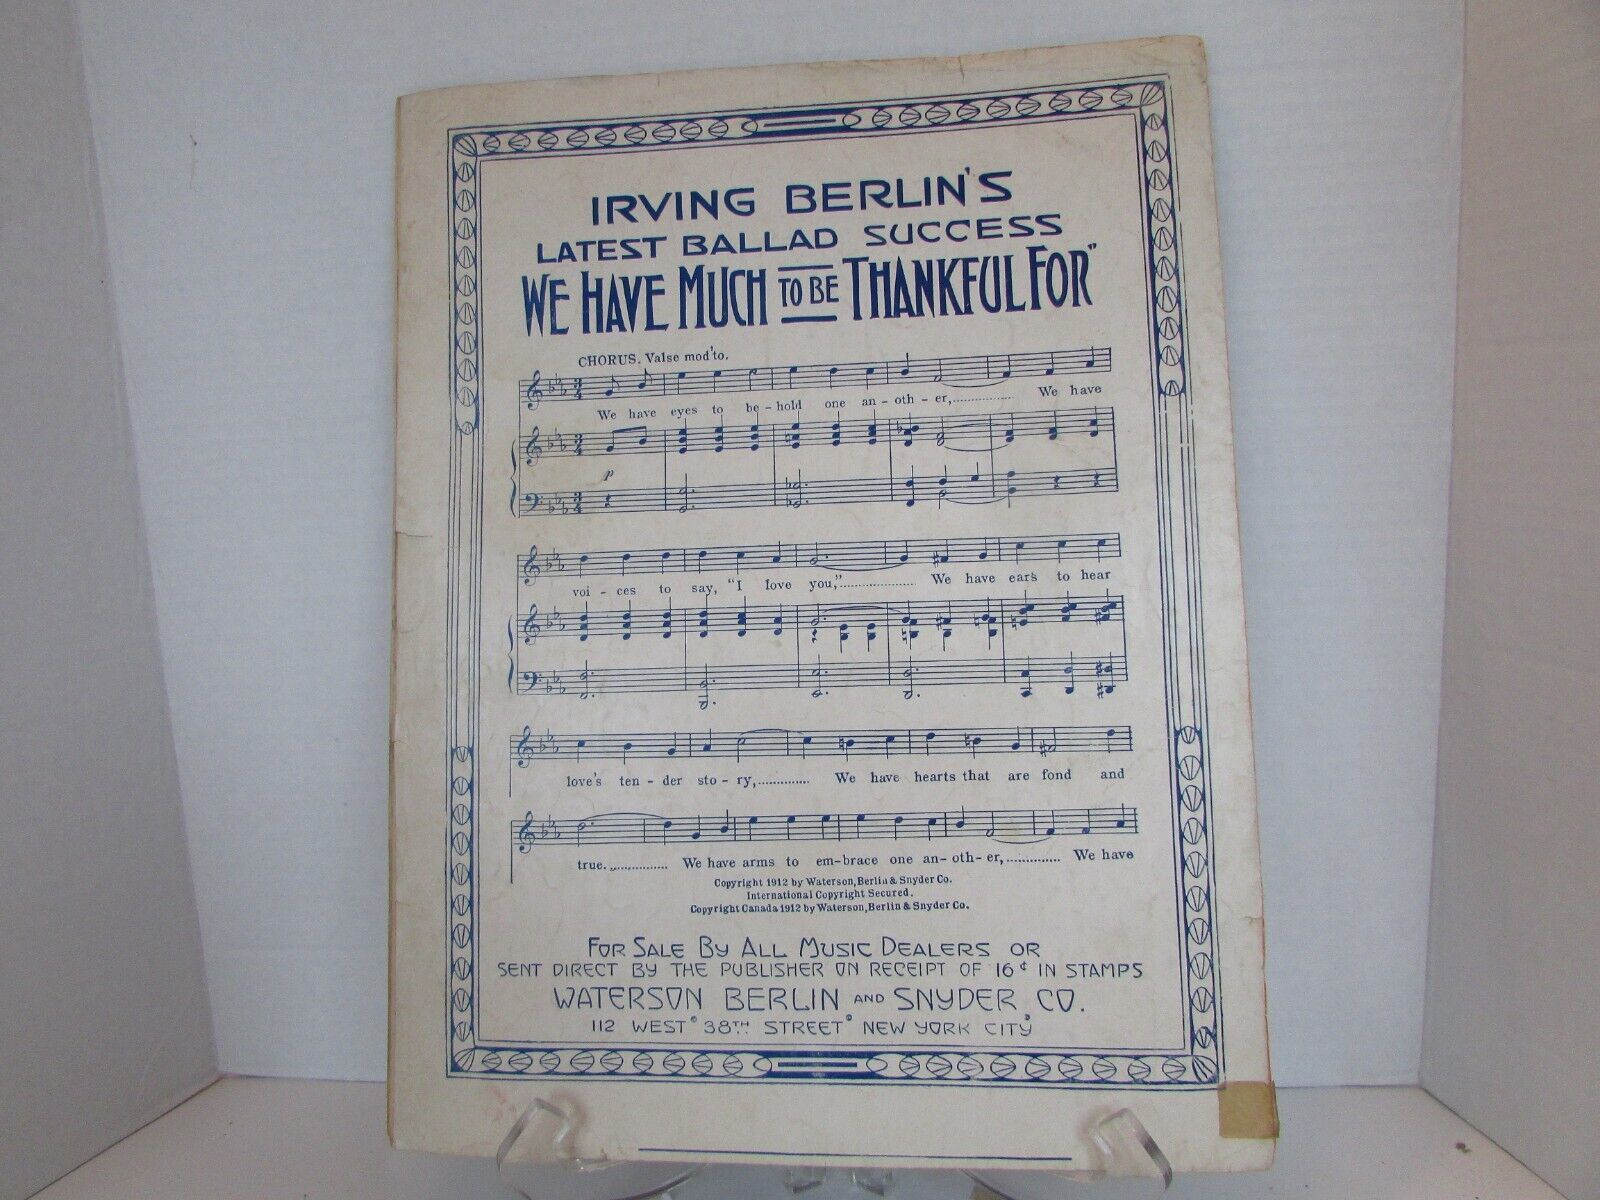 IRVING BERLIN'S
LATEST BALLAD SUCCESS
WE HAVE MUCH TO BE THANKFUL FOR"
CHORUS. Valse mod'to.
We have eyes to be-hold one an-oth-er,.................. We have
p
voi-ces to say, "I love you,"...................... We have ears to hear
love's ten-der sto-ry,.............. We have hearts that are fond and
true................ We have arms to em-brace one an-oth-er,............... We have
Copyright 1912 by Waterson, Berlin & Snyder Co.
International Copyright Secured.
Copyright Canada 1912 by Waterson, Berlin & Snyder Co.
FOR SALE BY ALL MUSIC DEALERS OR
SENT DIRECT BY THE PUBLISHER ON RECEIPT OF 16¢ IN STAMPS
WATERSON BERLIN AND SNYDER CO.
112 WEST 38TH STREET NEW YORK CITY